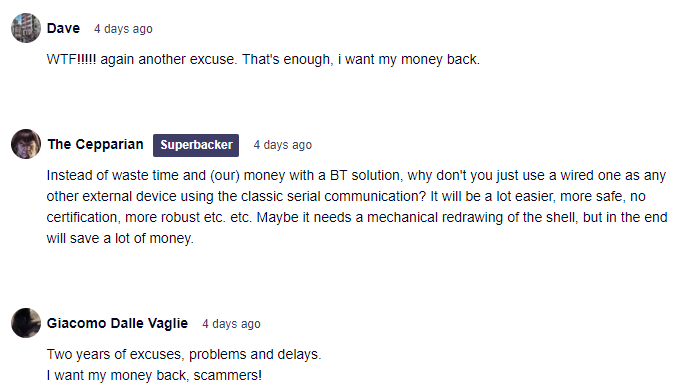 Dave 4 days ago
WTF!!!!! again another excuse. That's enough, i want my money back.
The Cepparian Superbacker 4 days ago
Instead of waste time and (our) money with a BT solution, why don't you just use a wired one as any
other external device using the classic serial communication? It will be a lot easier, more safe, no
certification, more robust etc. etc. Maybe it needs a mechanical redrawing of the shell, but in the end
will save a lot of money.
Giacomo Dalle Vaglie 4 days ago
Two years of excuses, problems and delays.
I want my money back, scammers!